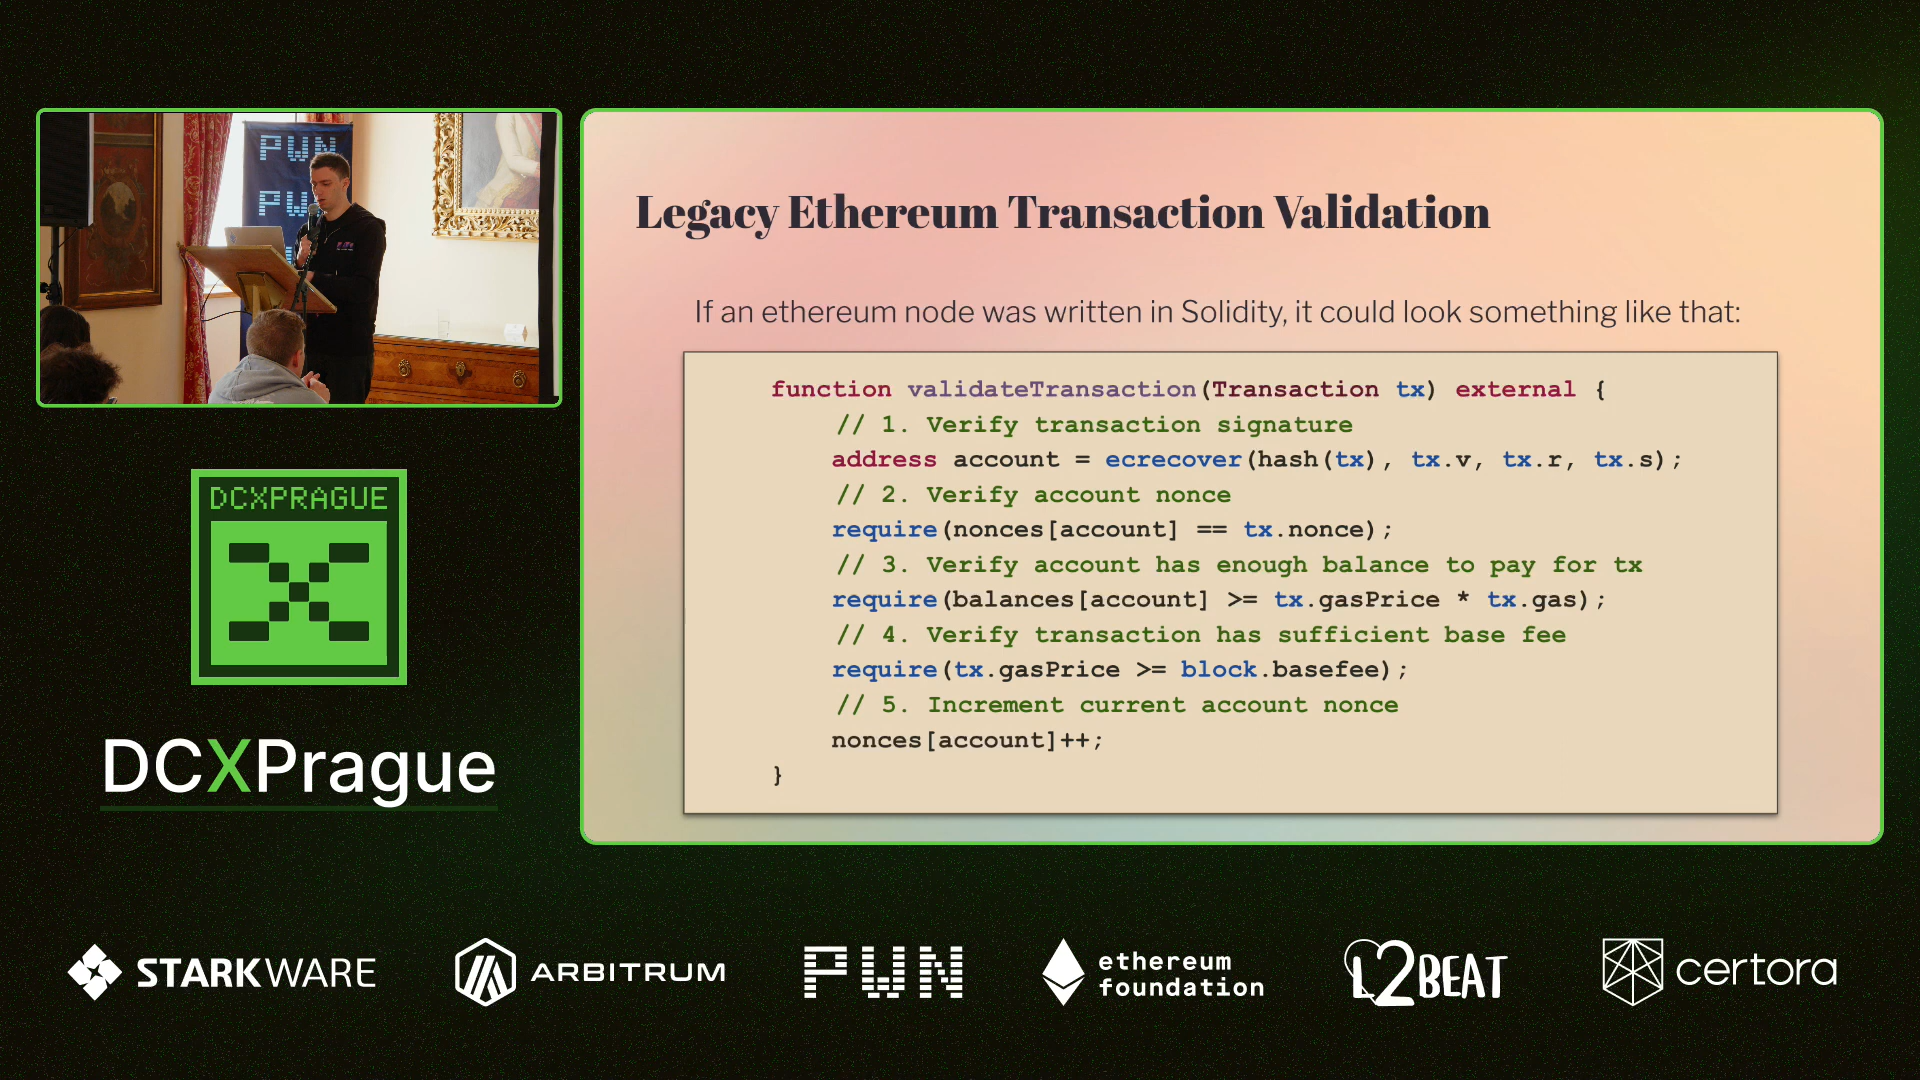 PWN
PW
DCXPRAGUE
DCXPrague
Legacy Ethereum Transaction Validation
If an ethereum node was written in Solidity, it could look something like that:
function validateTransaction(Transaction tx) external {
// 1. Verify transaction signature
address account = ecrecover(hash(tx), tx.v, tx.r, tx.s);
// 2. Verify account nonce
require(nonces[account] == tx.nonce);
// 3. Verify account has enough balance to pay for tx
require(balances[account] >= tx.gasPrice * tx.gas);
// 4. Verify transaction has sufficient base fee
require(tx.gasPrice >= block.basefee);
// 5. Increment current account nonce
nonces[account]++;
}
STARKWARE
ARBITRUM
PWN
ethereum
foundation
L2BEAT
certora